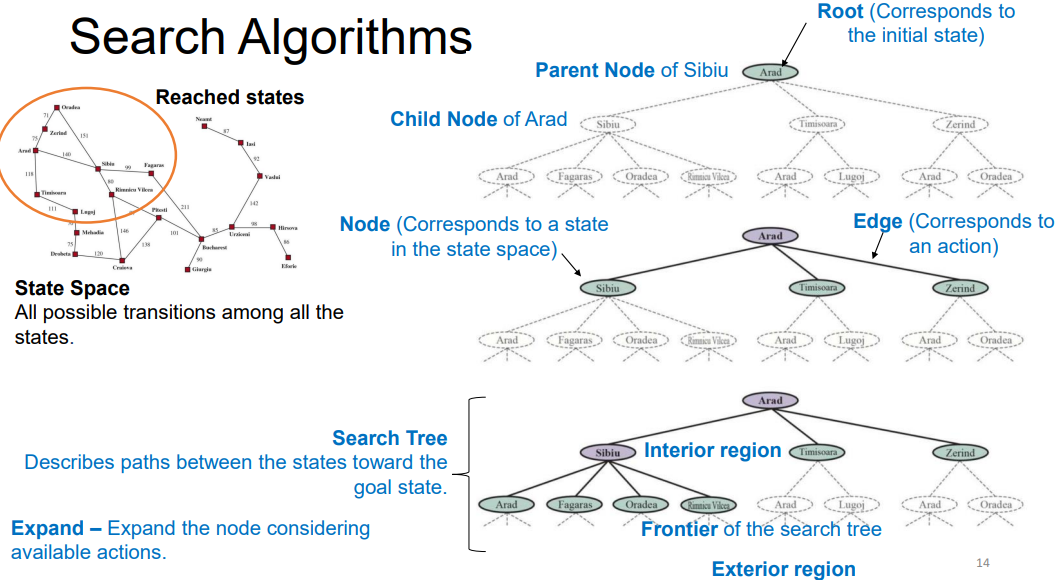 Search Algorithms
Root (Corresponds to
the initial state)
Parent Node of Sibiu
Arad
Child Node of Arad
Sibiu
Timisoara
Zerind
Arad
Fagaras
Oradea
Rimnicu Vilcea
Arad
Lugoj
Arad
Oradea
Reached states
Oradea
71
Zerind
151
75
Arad
140
Sibiu
99
Fagaras
118
80
Timisoara
Rimnicu Vilcea
111
Lugoj
Pitesti
211
Mehadia
146
101
85
75
138
Bucharest
Drobeta
120
Craiova
90
Giurgiu
Neamt
87
Iasi
92
Vaslui
142
Urziceni
98
Hirsova
86
Eforie
Node (Corresponds to a state
in the state space)
Edge (Corresponds to
an action)
Arad
Sibiu
Timisoara
Zerind
Arad
Fagaras
Oradea
Rimnicu Vilcea
Arad
Lugoj
Arad
Oradea
State Space
All possible transitions among all the
states.
Arad
Search Tree
Describes paths between the states toward the
goal state.
Sibiu
Interior region
Timisoara
Zerind
Arad
Fagaras
Oradea
Rimnicu Vilcea
Arad
Lugoj
Arad
Oradea
Expand – Expand the node considering
available actions.
Frontier of the search tree
Exterior region
14